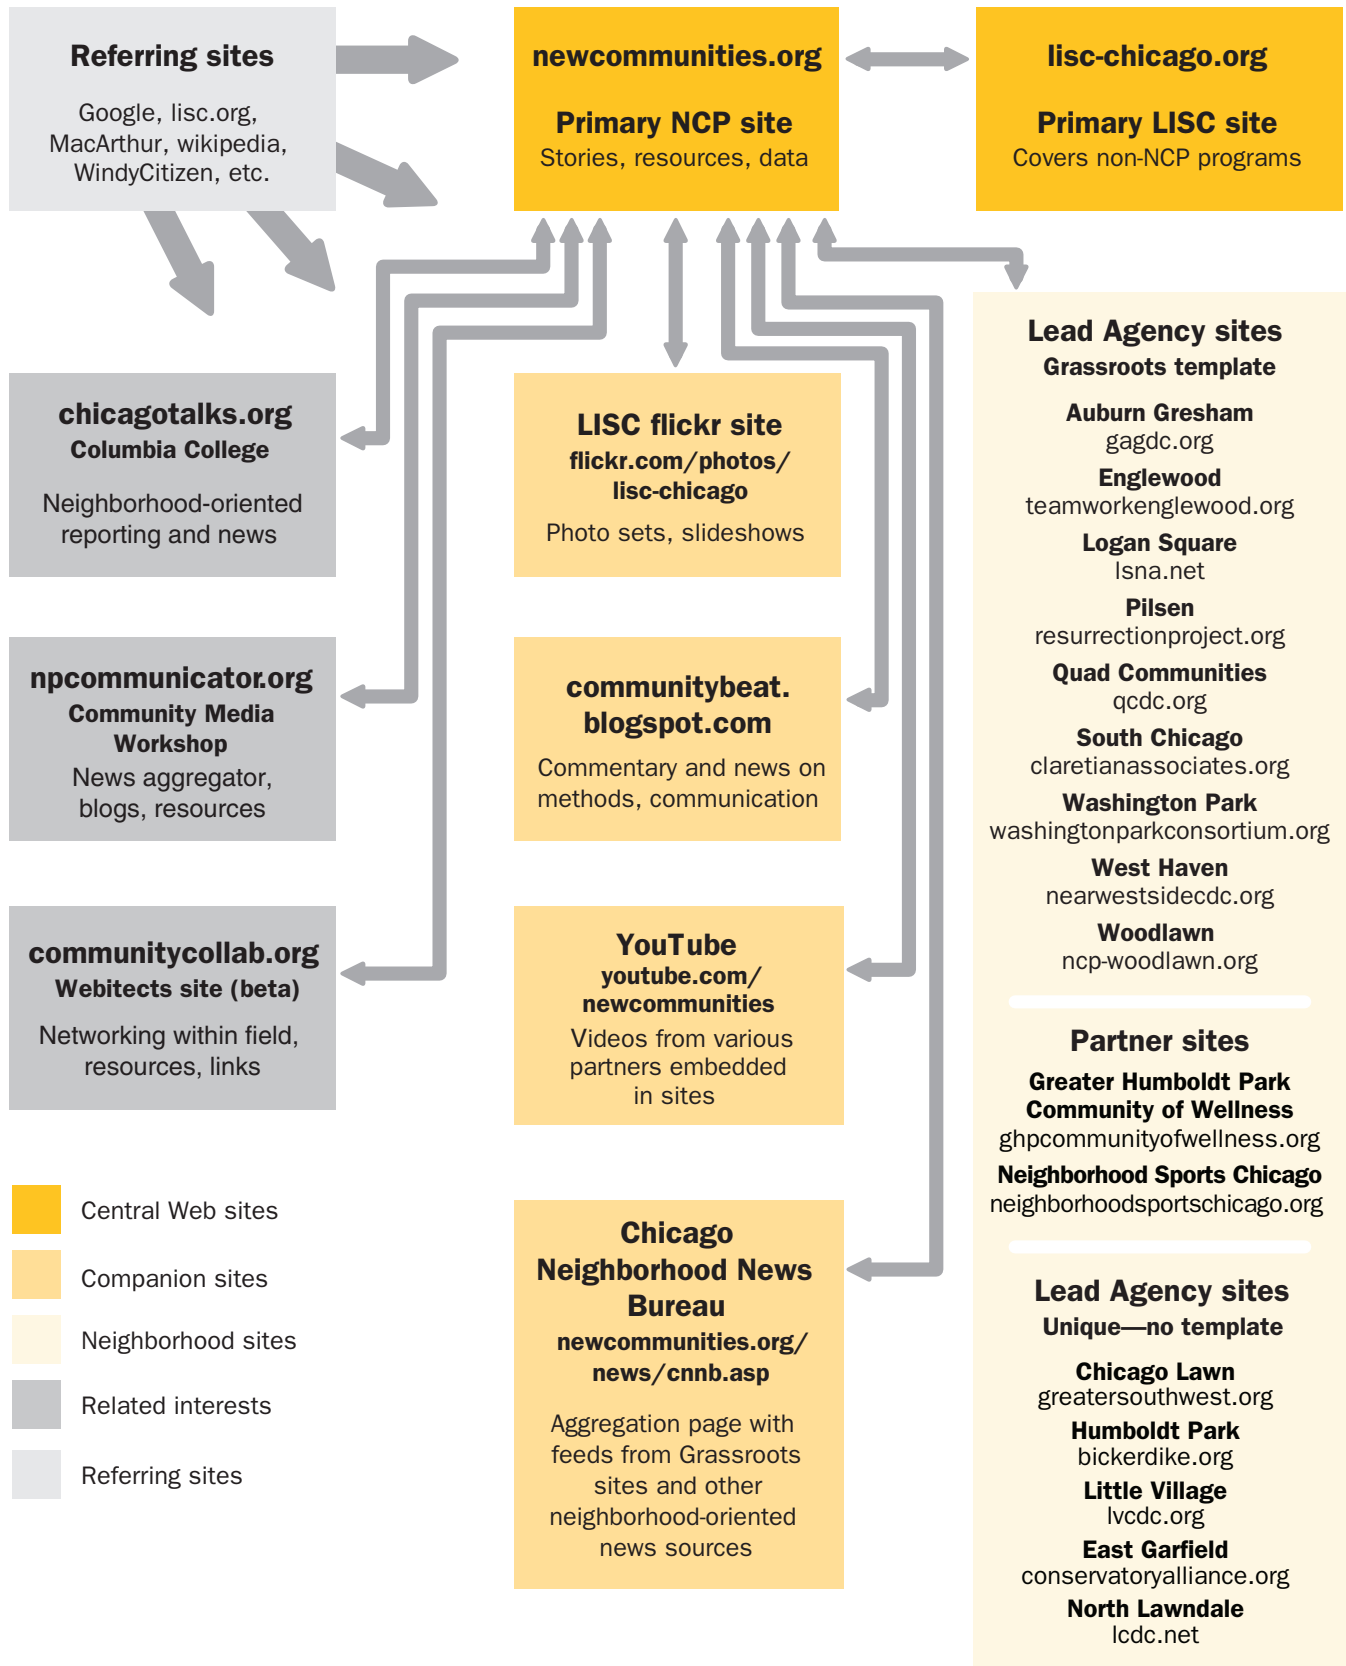 Referring sites
Google, lisc.org,
MacArthur, wikipedia,
WindyCitizen, etc.
newcommunities.org
Primary NCP site
Stories, resources, data
lisc-chicago.org
Primary LISC site
Covers non-NCP programs
chicagotalks.org
Columbia College
Neighborhood-oriented
reporting and news
npcommunicator.org
Community Media
Workshop
News aggregator,
blogs, resources
communitycollab.org
Webitects site (beta)
Networking within field,
resources, links
LISC flickr site
flickr.com/photos/
lisc-chicago
Photo sets, slideshows
communitybeat.
blogspot.com
Commentary and news on
methods, communication
YouTube
youtube.com/
newcommunities
Videos from various
partners embedded
in sites
Chicago
Neighborhood News
Bureau
newcommunities.org/
news/cnnb.asp
Aggregation page with
feeds from Grassroots
sites and other
neighborhood-oriented
news sources
Lead Agency sites
Grassroots template
Auburn Gresham
gagdc.org
Englewood
teamworkenglewood.org
Logan Square
lsna.net
Pilsen
resurrectionproject.org
Quad Communities
qcdc.org
South Chicago
claretianassociates.org
Washington Park
washingtonparkconsortium.org
West Haven
nearwestsidecdc.org
Woodlawn
ncp-woodlawn.org
Partner sites
Greater Humboldt Park
Community of Wellness
ghpcommunityofwellness.org
Neighborhood Sports Chicago
neighborhoodsportschicago.org
Lead Agency sites
Unique—no template
Chicago Lawn
greatersouthwest.org
Humboldt Park
bickerdike.org
Little Village
lvcdc.org
East Garfield
conservatoryalliance.org
North Lawndale
lcdc.net
Central Web sites
Companion sites
Neighborhood sites
Related interests
Referring sites